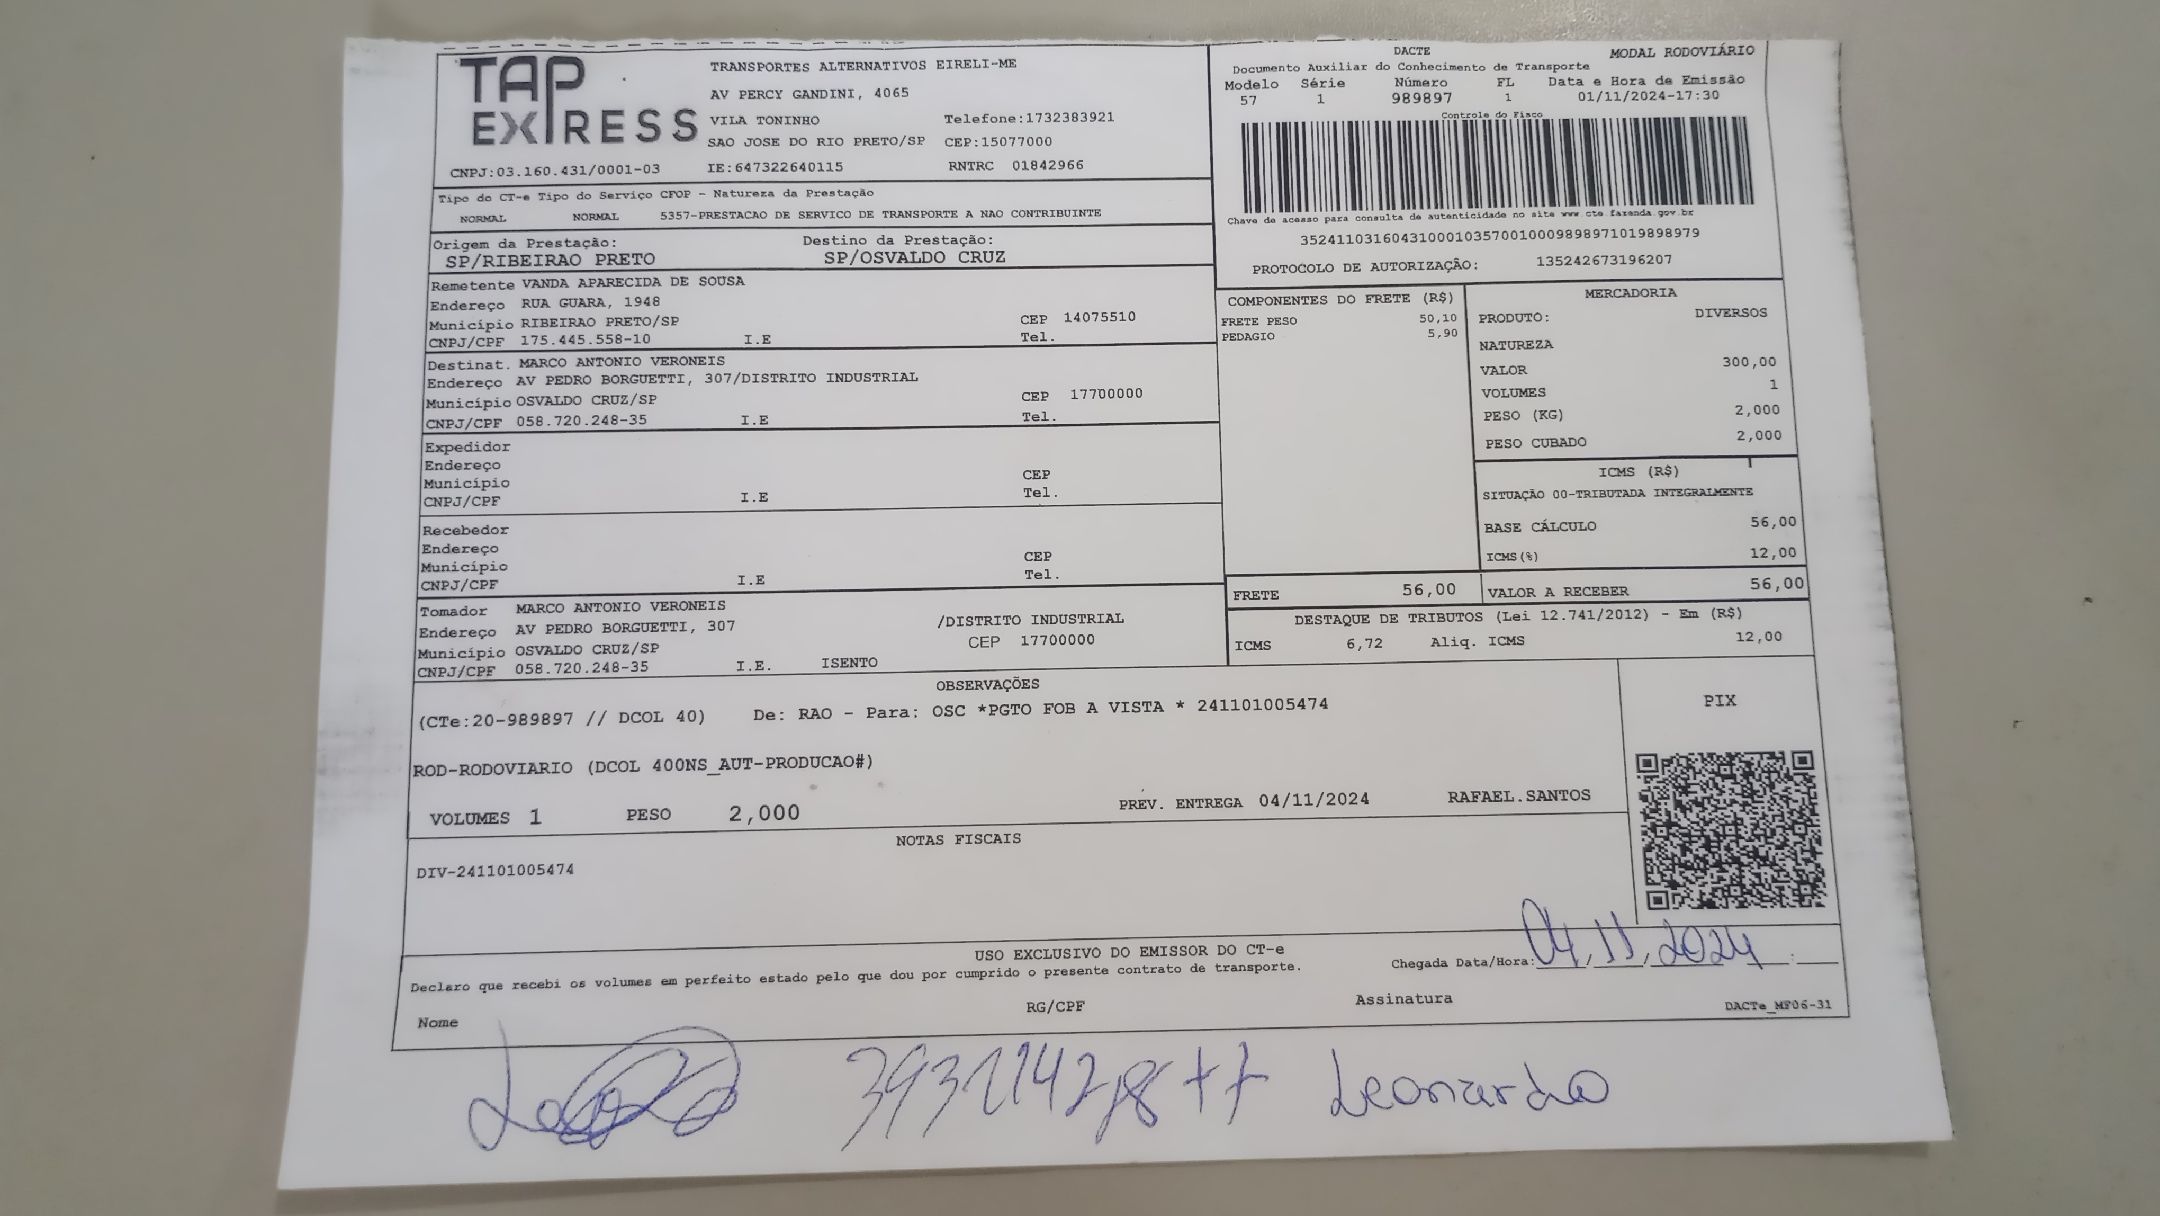 TAP EXPRESS
TRANSPORTES ALTERNATIVOS EIRELI-ME
AV PERCY GANDINI, 4065
VILA TONINHO Telefone:1732383921
SAO JOSE DO RIO PRETO/SP CEP:15077000
CNPJ:03.160.431/0001-03 IE:647322640115 RNTRC 01842966
DACTE MODAL RODOVIÁRIO
Documento Auxiliar do Conhecimento de Transporte
Modelo Série Número FL Data e Hora de Emissão
57 1 989897 1 01/11/2024-17:30
Controle do Fisco
Chave de acesso para consulta de autenticidade no site www cte.fazenda.gov.br
35241103160431000103570010009898971019898979
PROTOCOLO DE AUTORIZAÇÃO: 135242673196207
Tipo do CT-e Tipo do Serviço CFOP - Natureza da Prestação
NORMAL NORMAL 5357-PRESTACAO DE SERVICO DE TRANSPORTE A NAO CONTRIBUINTE
Origem da Prestação: Destino da Prestação:
SP/RIBEIRAO PRETO SP/OSVALDO CRUZ
Remetente VANDA APARECIDA DE SOUSA
Endereço RUA GUARA, 1948
Município RIBEIRAO PRETO/SP CEP 14075510
CNPJ/CPF 175.445.558-10 I.E Tel.
Destinat. MARCO ANTONIO VERONEIS
Endereço AV PEDRO BORGUETTI, 307/DISTRITO INDUSTRIAL
Município OSVALDO CRUZ/SP CEP 17700000
CNPJ/CPF 058.720.248-35 I.E Tel.
Expedidor
Endereço
Município CEP
CNPJ/CPF I.E Tel.
Recebedor
Endereço
Município CEP
CNPJ/CPF I.E Tel.
Tomador MARCO ANTONIO VERONEIS
Endereço AV PEDRO BORGUETTI, 307 /DISTRITO INDUSTRIAL
Município OSVALDO CRUZ/SP CEP 17700000
CNPJ/CPF 058.720.248-35 I.E. ISENTO
COMPONENTES DO FRETE (R$)
FRETE PESO 50,10
PEDAGIO 5,90
MERCADORIA
PRODUTO: DIVERSOS
NATUREZA
VALOR 300,00
VOLUMES 1
PESO (KG) 2,000
PESO CUBADO 2,000
ICMS (R$)
SITUAÇÃO 00-TRIBUTADA INTEGRALMENTE
BASE CÁLCULO 56,00
ICMS(%) 12,00
FRETE 56,00 VALOR A RECEBER 56,00
DESTAQUE DE TRIBUTOS (Lei 12.741/2012) - Em (R$)
ICMS 6,72 Aliq. ICMS 12,00
OBSERVAÇÕES
(CTe:20-989897 // DCOL 40) De: RAO - Para: OSC *PGTO FOB A VISTA * 241101005474
ROD-RODOVIARIO (DCOL 400NS_AUT-PRODUCAO#)
VOLUMES 1 PESO 2,000 PREV. ENTREGA 04/11/2024 RAFAEL.SANTOS
PIX
NOTAS FISCAIS
DIV-241101005474
USO EXCLUSIVO DO EMISSOR DO CT-e
Declaro que recebi os volumes em perfeito estado pelo que dou por cumprido o presente contrato de transporte.
Chegada Data/Hora: 04/11/2024 :
Nome RG/CPF Assinatura DACTe_MF06-31
Leonardo